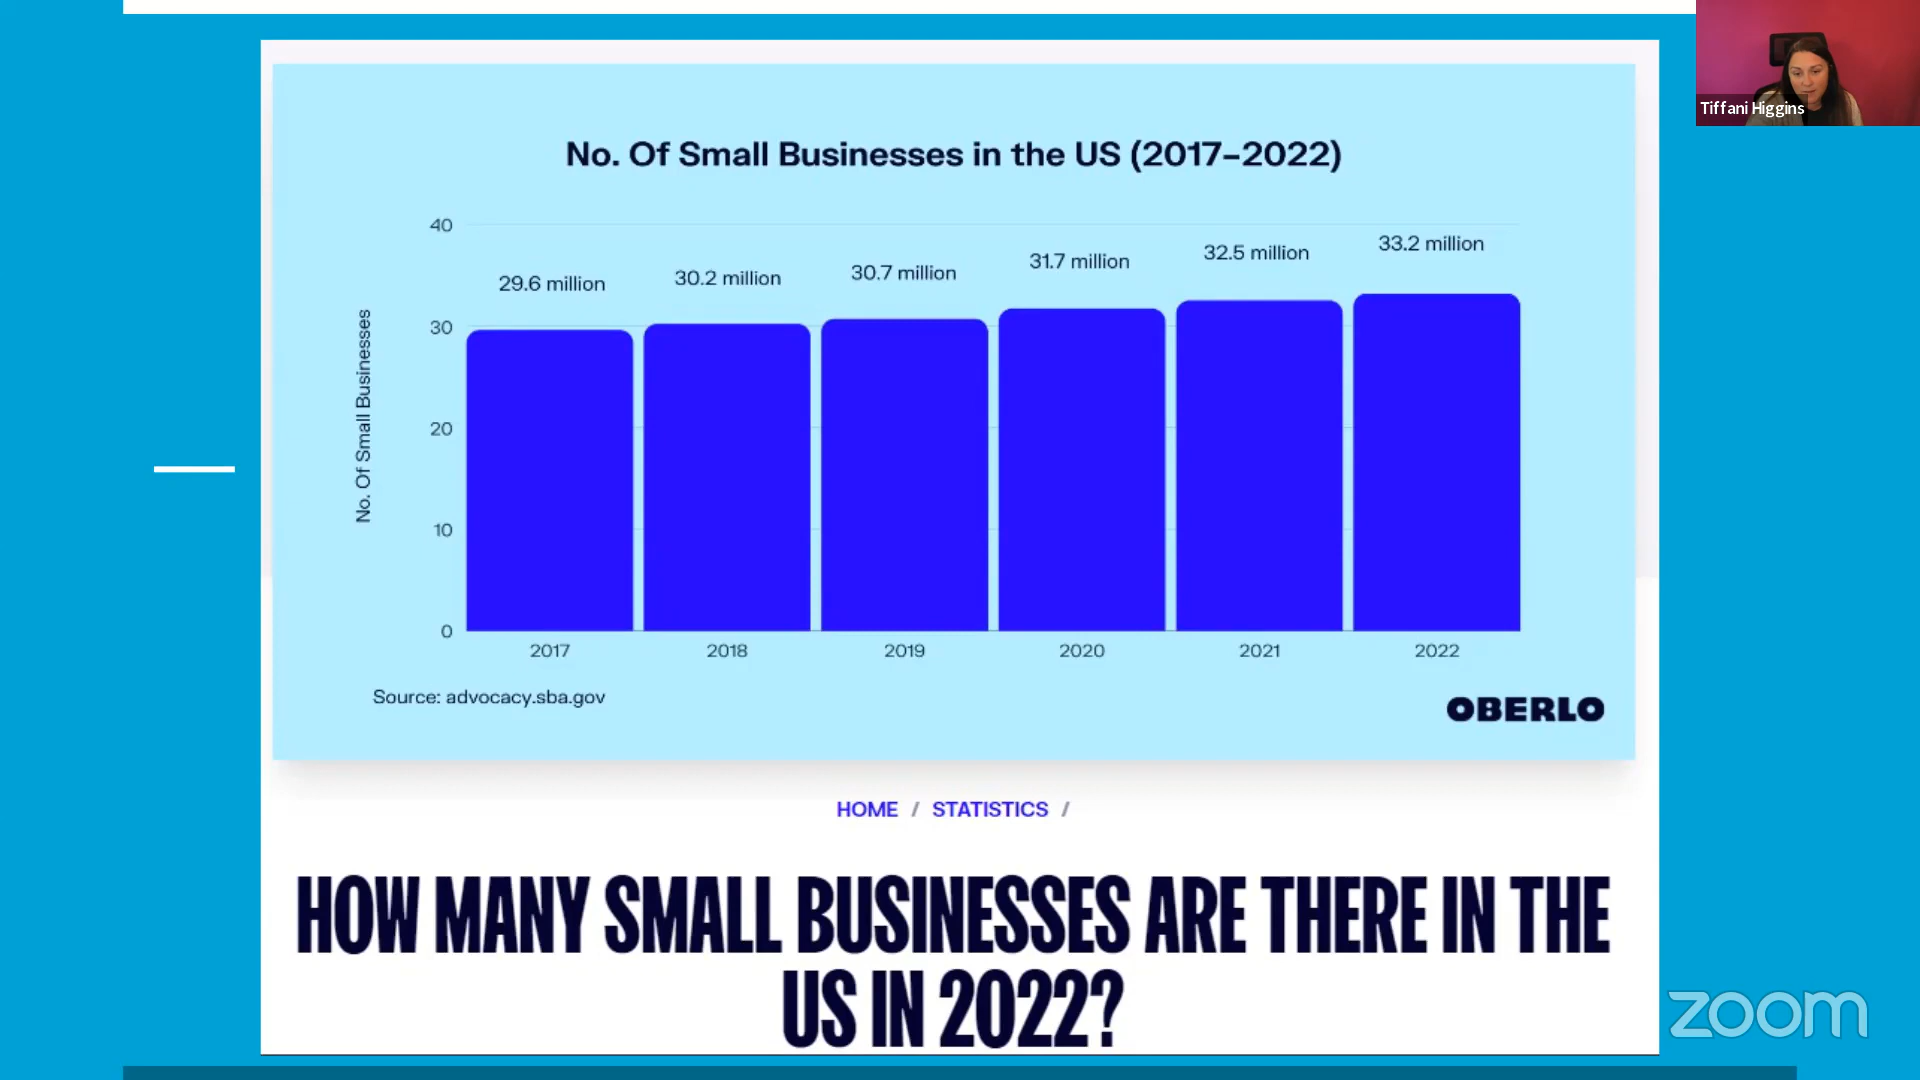 Tiffani Higgins
No. Of Small Businesses in the US (2017–2022)
No. Of Small Businesses
40
30
20
10
0
29.6 million
30.2 million
30.7 million
31.7 million
32.5 million
33.2 million
2017
2018
2019
2020
2021
2022
Source: advocacy.sba.gov
OBERLO
HOME / STATISTICS /
HOW MANY SMALL BUSINESSES ARE THERE IN THE
US IN 2022?
zoom